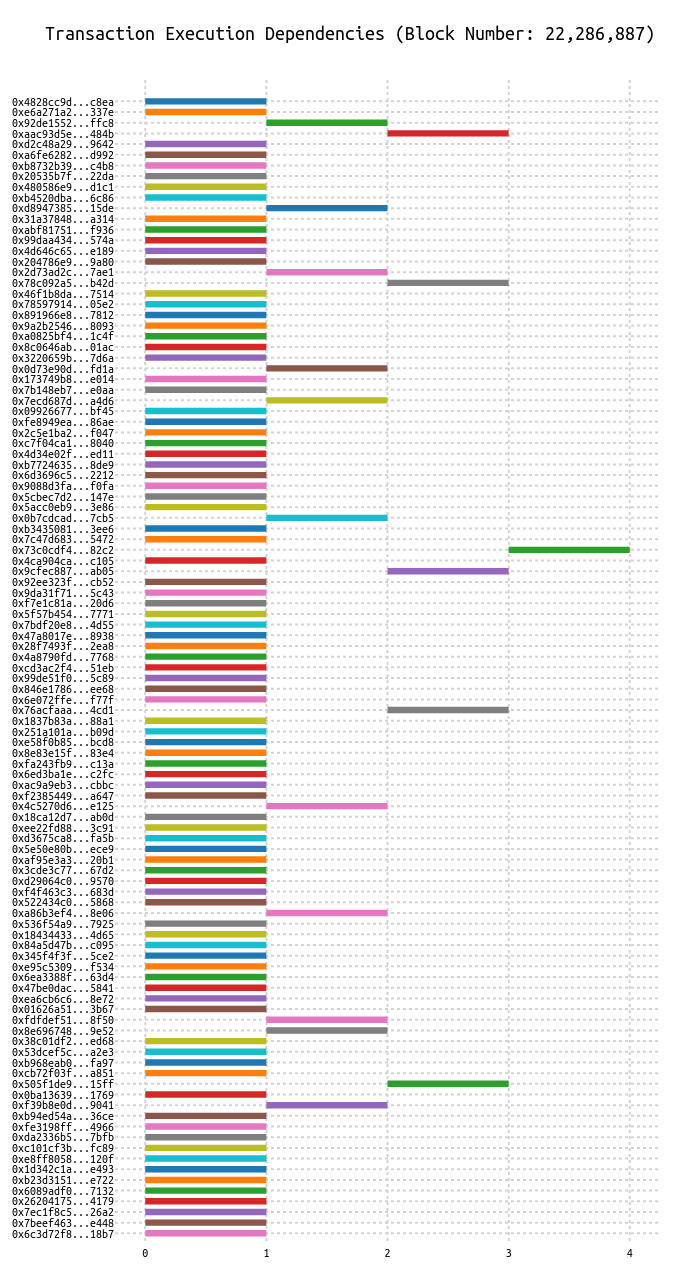 Transaction Execution Dependencies (Block Number: 22,286,887)
0x4828cc9d...c8ea
0xe6a271a2...337e
0x92de1552...ffc8
0xaac93d5e...484b
0xd2c48a29...9642
0xa6fe6282...d992
0xb8732b39...c4b8
0x20535b7f...22da
0x480586e9...d1c1
0xb4520dba...6c86
0xd8947385...15de
0x31a37848...a314
0xabf81751...f936
0x99daa434...574a
0x4d646c65...e189
0x204786e9...9a80
0x2d73ad2c...7ae1
0x78c092a5...b42d
0x46f1b8da...7514
0x78597914...05e2
0x891966e8...7812
0x9a2b2546...8093
0xa0825bf4...1c4f
0x8c0646ab...01ac
0x3220659b...7d6a
0x0d73e90d...fd1a
0x173749b8...e014
0x7b148eb7...e0aa
0x7ecd687d...a4d6
0x09926677...bf45
0xfe8949ea...86ae
0x2c5e1ba2...f047
0xc7f04ca1...8040
0x4d34e02f...ed11
0xb7724635...8de9
0x6d3696c5...2212
0x9088d3fa...f0fa
0x5cbec7d2...147e
0x5acc0eb9...3e86
0x0b7cdcad...7cb5
0xb3435081...3ee6
0x7c47d683...5472
0x73c0cdf4...82c2
0x4ca904ca...c105
0x9cfec887...ab05
0x92ee323f...cb52
0x9da31f71...5c43
0xf7e1c81a...20d6
0x5f57b454...7771
0x7bdf20e8...4d55
0x47a8017e...8938
0x28f7493f...2ea8
0x4a8790fd...7768
0xcd3ac2f4...51eb
0x99de51f0...5c89
0x846e1786...ee68
0x6e072ffe...f77f
0x76acfaaa...4cd1
0x1837b83a...88a1
0x251a101a...b09d
0xe58f0b85...bcd8
0x8e83e15f...83e4
0xfa243fb9...c13a
0x6ed3ba1e...c2fc
0xac9a9eb3...cbbc
0xf2385449...a647
0x4c5270d6...e125
0x18ca12d7...ab0d
0xee22fd88...3c91
0xd3675ca8...fa5b
0x5e50e80b...ece9
0xaf95e3a3...20b1
0x3cde3c77...67d2
0xd29064c0...9570
0xf4f463c3...683d
0x522434c0...5868
0xa86b3ef4...8e06
0x536f54a9...7925
0x18434433...4d65
0x84a5d47b...c095
0x345f4f3f...5ce2
0xe95c5309...f534
0x6ea3388f...63d4
0x47be0dac...5841
0xea6cb6c6...8e72
0x01626a51...3b67
0xfdfdef51...8f50
0x8e696748...9e52
0x38c01df2...ed68
0x53dcef5c...a2e3
0xb968eab0...fa97
0xcb72f03f...a851
0x505f1de9...15ff
0x0ba13639...1769
0xf39b8e0d...9041
0xb94ed54a...36ce
0xfe3198ff...4966
0xda2336b5...7bfb
0xc101cf3b...fc89
0xe8ff8058...120f
0x1d342c1a...e493
0xb23d3151...e722
0x6089adf0...7132
0x26204175...4179
0x7ec1f8c5...26a2
0x7beef463...e448
0x6c3d72f8...18b7
0 1 2 3 4